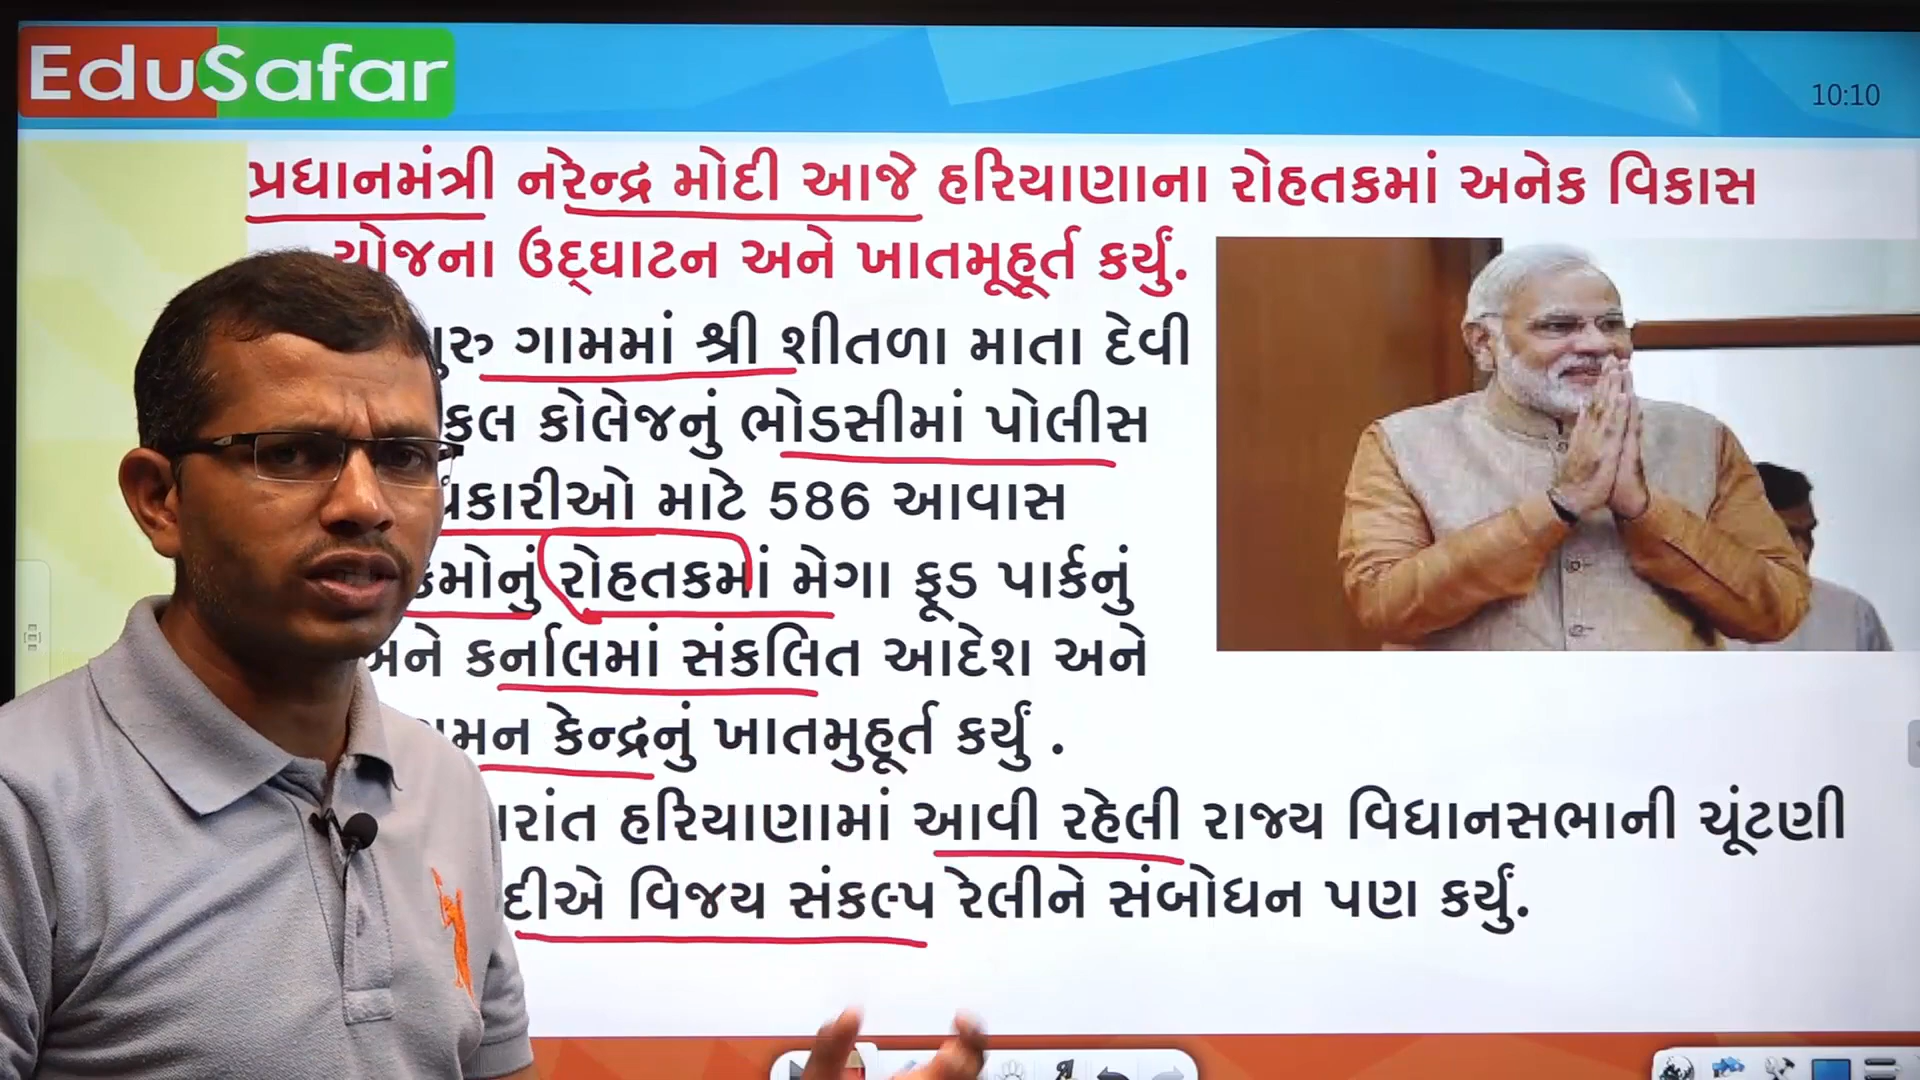 EduSafar
10:10
પ્રધાનમંત્રી નરેન્દ્ર મોદી આજે હરિયાણાના રોહતકમાં અનેક વિકાસ
યોજના ઉદ્ઘાટન અને ખાતમૂહૂર્ત કર્યું.
ગામમાં શ્રી શીતળા માતા દેવી
કોલેજનું ભોડસીમાં પોલીસ
માટે 586 આવાસ
રોહતકમાં મેગા ફૂડ પાર્કનું
અને કર્નાલમાં સંકલિત આદેશ અને
કેન્દ્રનું ખાતમુહૂર્ત કર્યું .
હરિયાણામાં આવી રહેલી રાજ્ય વિધાનસભાની ચૂંટણી
વિજય સંકલ્પ રેલીને સંબોધન પણ કર્યું.